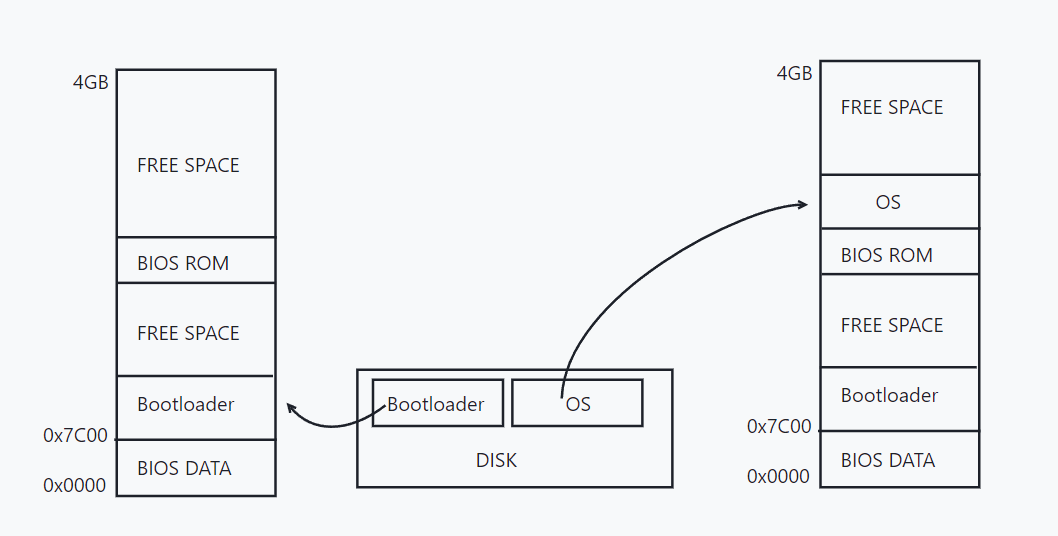 4GB
FREE SPACE
BIOS ROM
FREE SPACE
Bootloader
0x7C00
BIOS DATA
0x0000
Bootloader
OS
DISK
4GB
FREE SPACE
OS
BIOS ROM
FREE SPACE
Bootloader
0x7C00
BIOS DATA
0x0000